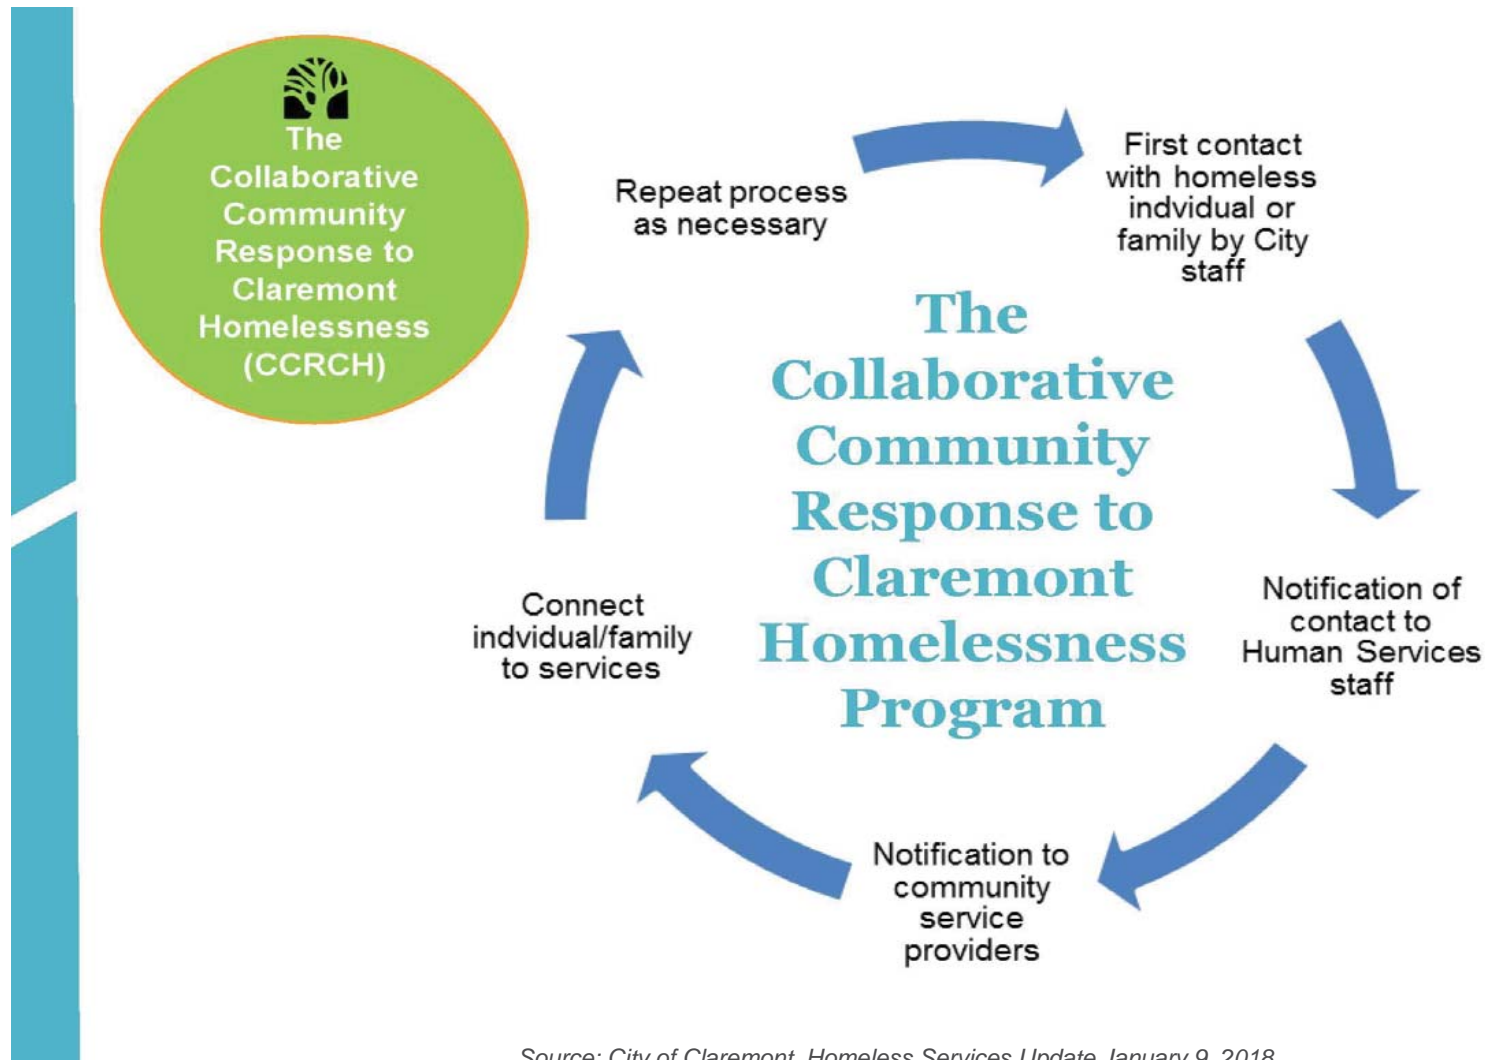 The
Collaborative
Community
Response to
Claremont
Homelessness
(CCRCH)
Repeat process
as necessary
First contact
with homeless
indvidual or
family by City
staff
The
Collaborative
Community
Response to
Claremont
Homelessness
Program
Notification of
contact to
Human Services
staff
Connect
indvidual/family
to services
Notification to
community
service
providers
Source: City of Claremont, Homeless Services Update January 9, 2018